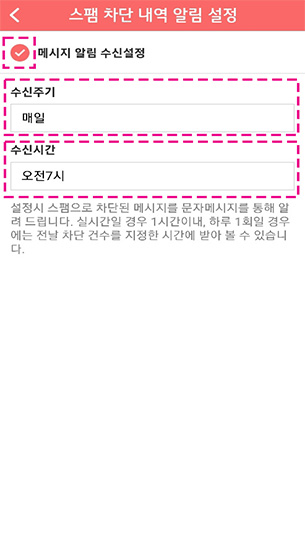 스팸 차단 내역 알림 설정
메시지 알림 수신설정
수신주기
매일
수신시간
오전7시
설정시 스팸으로 차단된 메시지를 문자메시지를 통해 알
려 드립니다. 실시간일 경우 1시간이내, 하루 1회일 경우
에는 전날 차단 건수를 지정한 시간에 받아 볼 수 있습니
다.